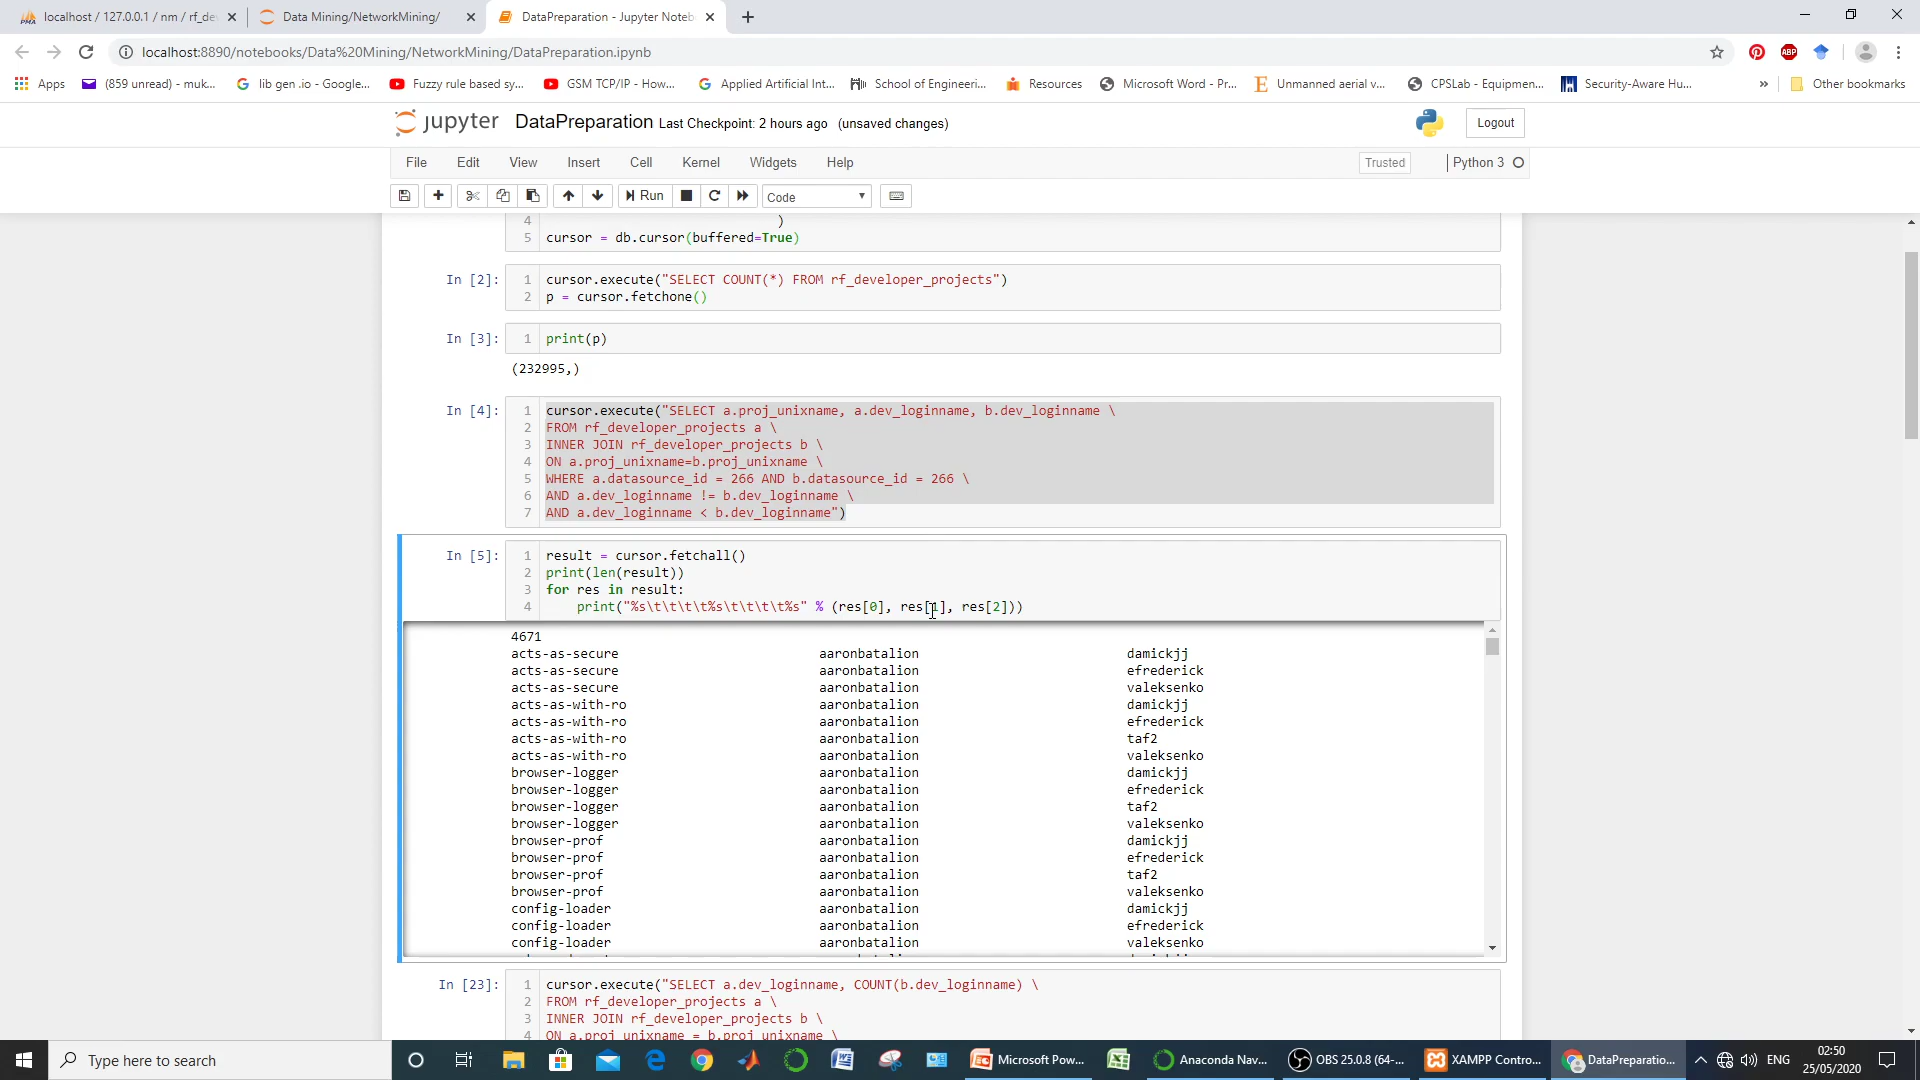 localhost / 127.0.0.1 / nm / rf_de
Data Mining/NetworkMining/
DataPreparation - Jupyter Noteb
localhost:8890/notebooks/Data%20Mining/NetworkMining/DataPreparation.ipynb
ABP
Apps
(859 unread) - muk...
lib gen .io - Google...
Fuzzy rule based sy...
GSM TCP/IP - How...
Applied Artificial Int...
School of Engineeri...
Resources
Microsoft Word - Pr...
Unmanned aerial v...
CPSLab - Equipmen...
Security-Aware Hu...
»
Other bookmarks
jupyter DataPreparation Last Checkpoint: 2 hours ago (unsaved changes)
Logout
File Edit View Insert Cell Kernel Widgets Help
Trusted
Python 3
Run
Code
4 )
5 cursor = db.cursor(buffered=True)
In [2]:
1 cursor.execute("SELECT COUNT(*) FROM rf_developer_projects")
2 p = cursor.fetchone()
In [3]:
1 print(p)
(232995,)
In [4]:
1 cursor.execute("SELECT a.proj_unixname, a.dev_loginname, b.dev_loginname \
2 FROM rf_developer_projects a \
3 INNER JOIN rf_developer_projects b \
4 ON a.proj_unixname=b.proj_unixname \
5 WHERE a.datasource_id = 266 AND b.datasource_id = 266 \
6 AND a.dev_loginname != b.dev_loginname \
7 AND a.dev_loginname < b.dev_loginname")
In [5]:
1 result = cursor.fetchall()
2 print(len(result))
3 for res in result:
4 print("%s\t\t\t\t%s\t\t\t\t%s" % (res[0], res[1], res[2]))
4671
acts-as-secure aaronbatalion damickjj
acts-as-secure aaronbatalion efrederick
acts-as-secure aaronbatalion valeksenko
acts-as-with-ro aaronbatalion damickjj
acts-as-with-ro aaronbatalion efrederick
acts-as-with-ro aaronbatalion taf2
acts-as-with-ro aaronbatalion valeksenko
browser-logger aaronbatalion damickjj
browser-logger aaronbatalion efrederick
browser-logger aaronbatalion taf2
browser-logger aaronbatalion valeksenko
browser-prof aaronbatalion damickjj
browser-prof aaronbatalion efrederick
browser-prof aaronbatalion taf2
browser-prof aaronbatalion valeksenko
config-loader aaronbatalion damickjj
config-loader aaronbatalion efrederick
config-loader aaronbatalion valeksenko
In [23]:
1 cursor.execute("SELECT a.dev_loginname, COUNT(b.dev_loginname) \
2 FROM rf_developer_projects a \
3 INNER JOIN rf_developer_projects b \
4 ON a.proj_unixname = b.proj_unixname \
Type here to search
Microsoft Pow...
Anaconda Nav...
OBS 25.0.8 (64-...
XAMPP Contro...
DataPreparatio...
ENG
02:50
25/05/2020